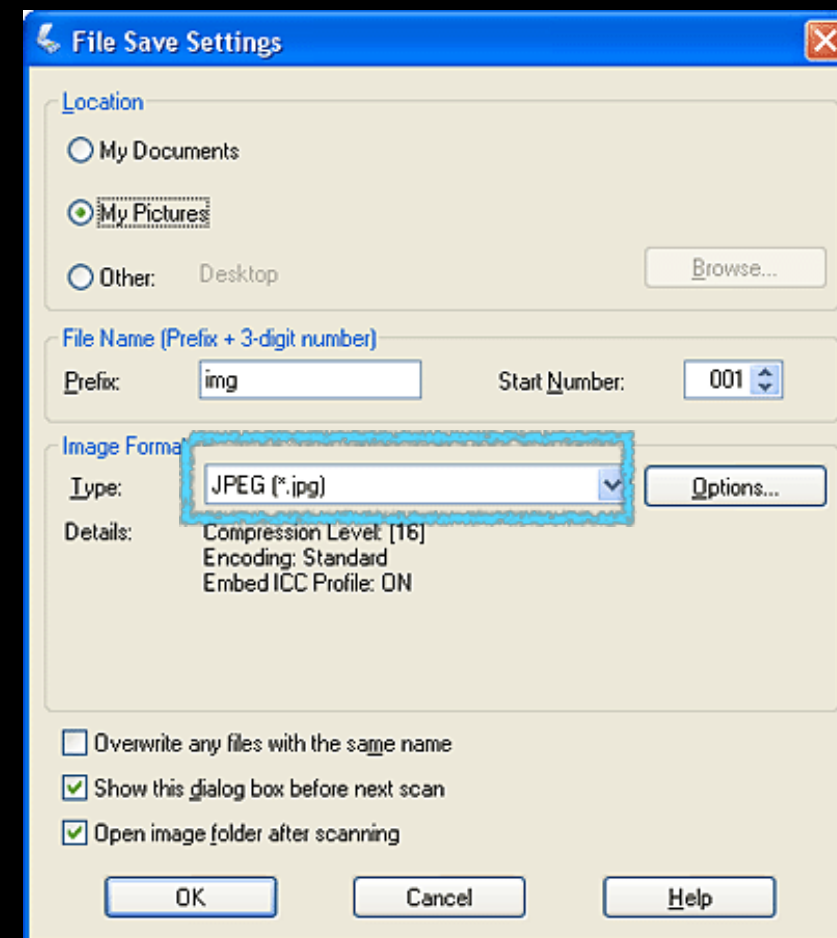 File Save Settings
Location
My Documents
My Pictures
Other: Desktop Browse...
File Name (Prefix + 3-digit number)
Prefix: img Start Number: 001
Image Forma
Type: JPEG (*.jpg) Options...
Details: Compression Level: [16]
Encoding: Standard
Embed ICC Profile: ON
Overwrite any files with the same name
Show this dialog box before next scan
Open image folder after scanning
OK Cancel Help